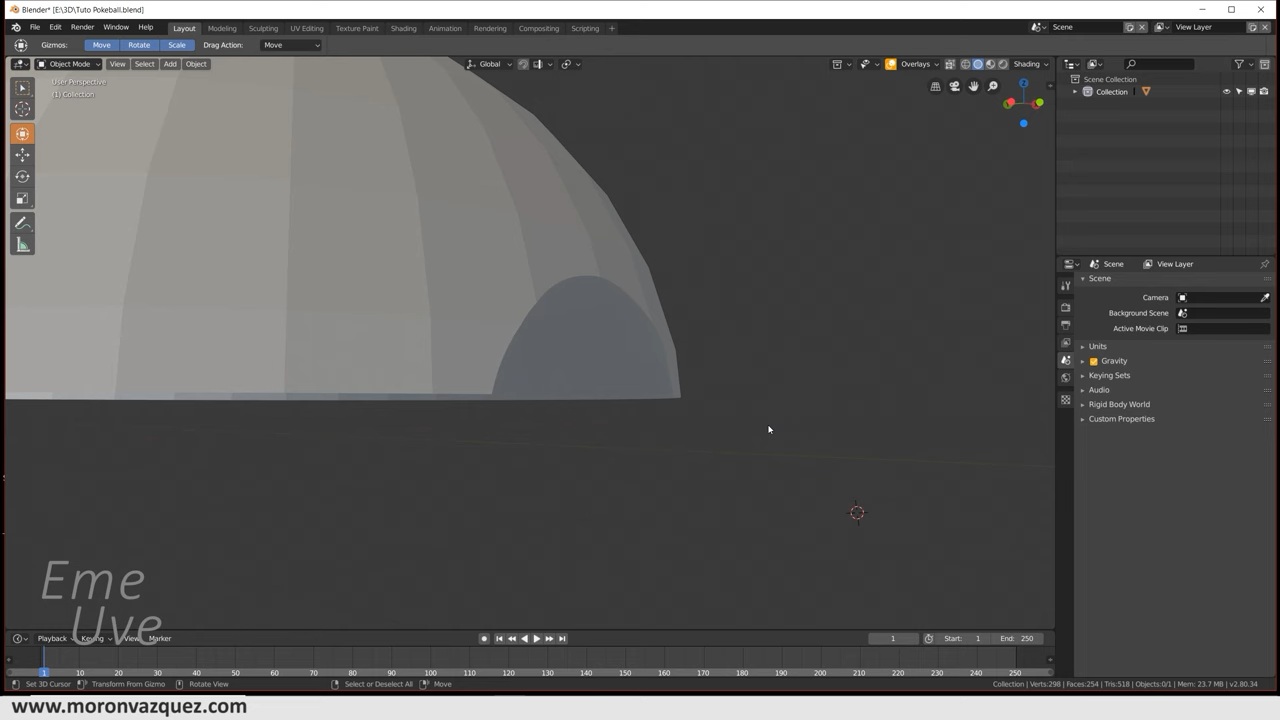 Blender* [E:\3D\Tuto Pokeball.blend]
File Edit Render Window Help Layout Modeling Sculpting UV Editing Texture Paint Shading Animation Rendering Compositing Scripting + Scene View Layer
Gizmos: Move Rotate Scale Drag Action: Move
Object Mode View Select Add Object Global Overlays Shading
User Perspective
(1) Collection
Scene Collection
Collection
Scene View Layer
Scene
Camera
Background Scene
Active Movie Clip
Units
Gravity
Keying Sets
Audio
Rigid Body World
Custom Properties
Eme
Uve
Playback Keying View Marker 1 Start: 1 End: 250
1 10 20 30 40 50 60 70 80 90 100 110 120 130 140 150 160 170 180 190 200 210 220 230 240 250
Set 3D Cursor Transform From Gizmo Rotate View Select or Deselect All Move Collection | Verts:298 | Faces:254 | Tris:518 | Objects:0/1 | Mem: 23.7 MB | v2.80.34
www.moronvazquez.com